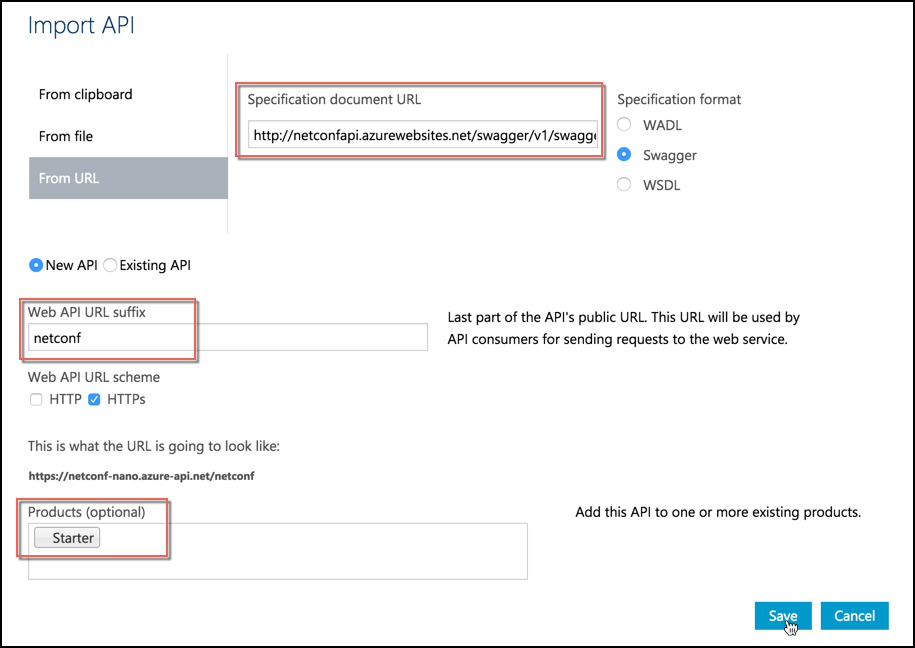 Import API
From clipboard
From file
From URL
Specification document URL
http://netconfapi.azurewebsites.net/swagger/v1/swagge
Specification format
WADL
Swagger
WSDL
New API Existing API
Web API URL suffix
netconf
Last part of the API's public URL. This URL will be used by
API consumers for sending requests to the web service.
Web API URL scheme
HTTP HTTPs
This is what the URL is going to look like:
https://netconf-nano.azure-api.net/netconf
Products (optional)
Starter
Add this API to one or more existing products.
Save Cancel